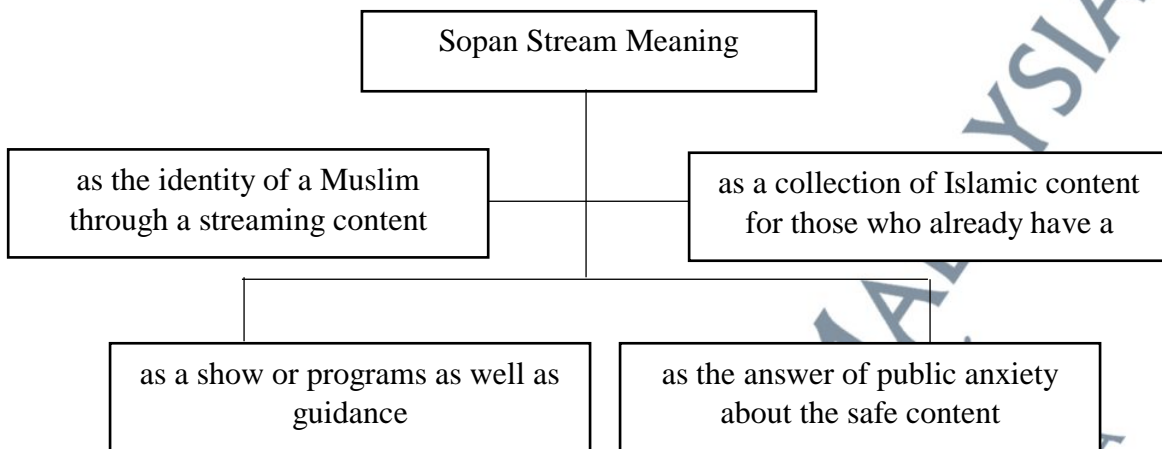 Sopan Stream Meaning
as the identity of a Muslim
through a streaming content
as a collection of Islamic content
for those who already have a
as a show or programs as well as
guidance
as the answer of public anxiety
about the safe content